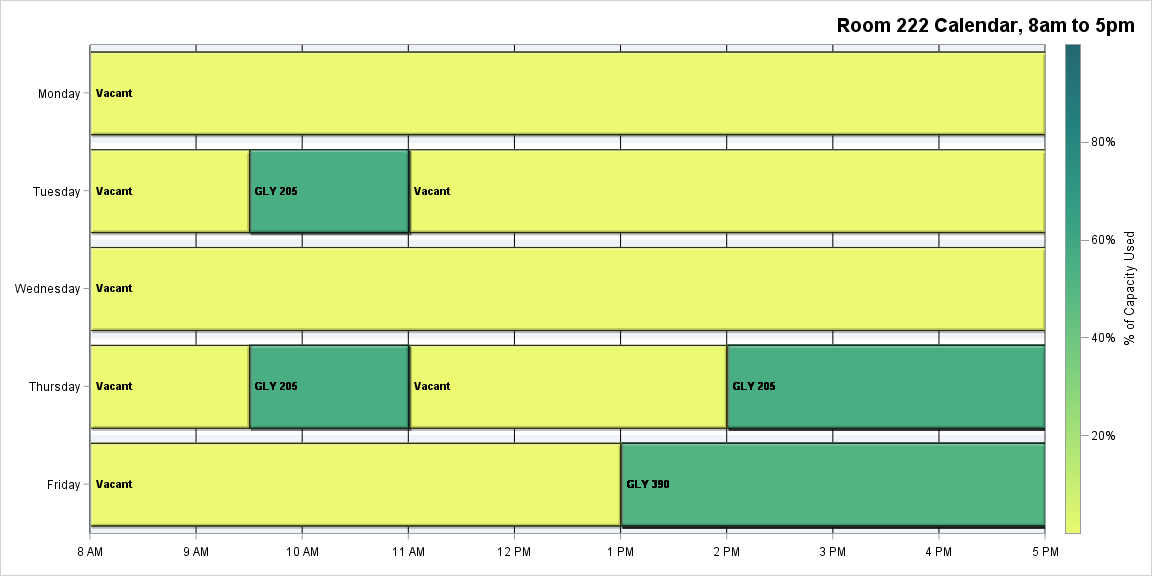 Room 222 Calendar, 8am to 5pm
Monday
Vacant
Tuesday
Vacant
GLY 205
Vacant
Wednesday
Vacant
Thursday
Vacant
GLY 205
Vacant
GLY 205
Friday
Vacant
GLY 390
8 AM
9 AM
10 AM
11 AM
12 PM
1 PM
2 PM
3 PM
4 PM
5 PM
80%
60%
40%
20%
% of Capacity Used